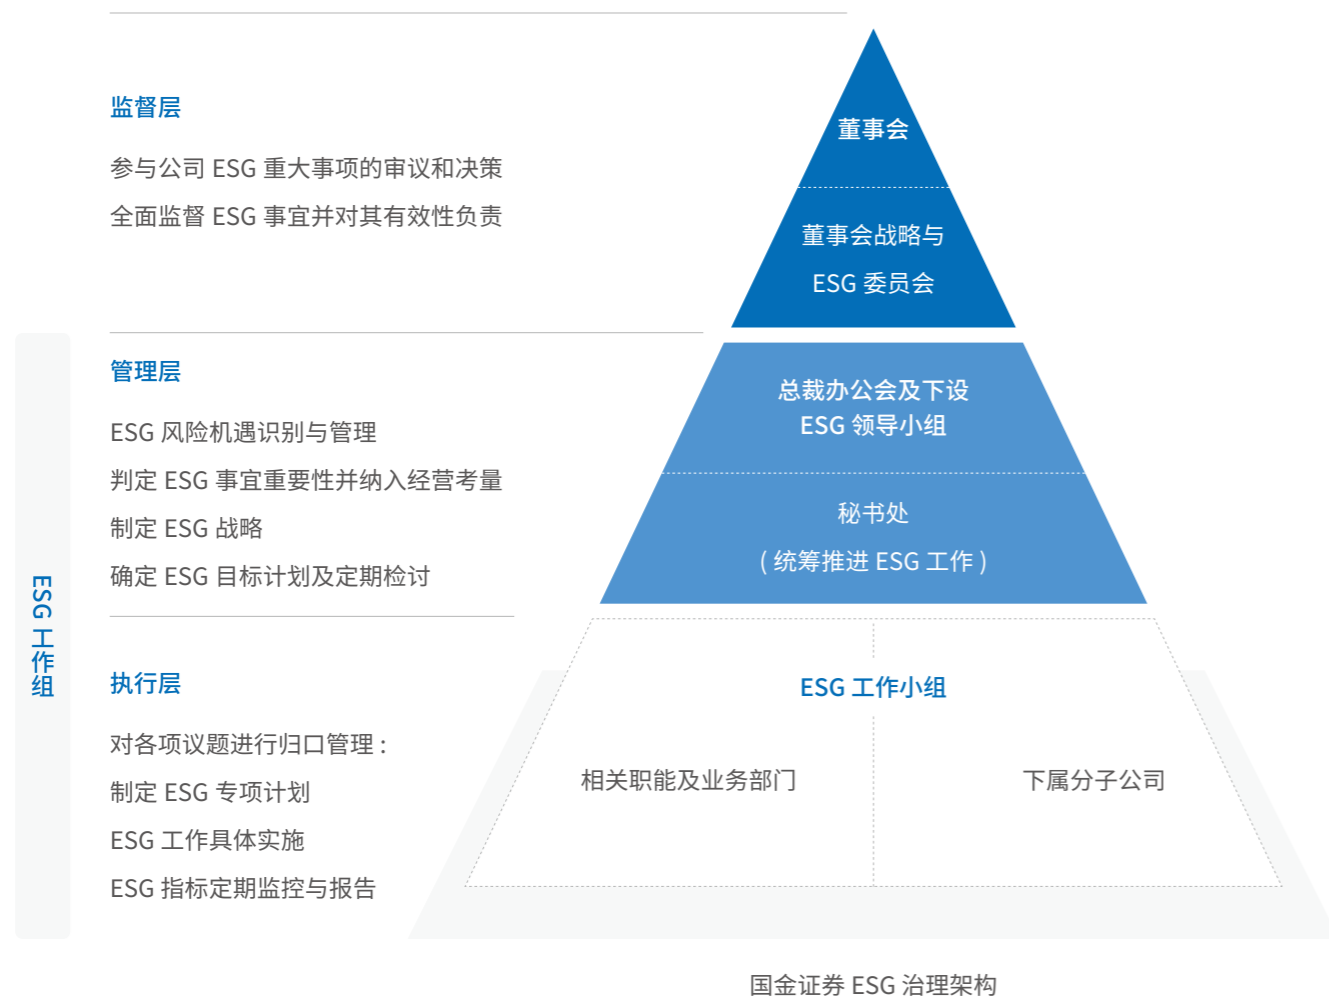 监督层
参与公司 ESG 重大事项的审议和决策
全面监督 ESG 事宜并对其有效性负责
董事会
董事会战略与
ESG 委员会
ESG 工作组
管理层
ESG 风险机遇识别与管理
判定 ESG 事宜重要性并纳入经营考量
制定 ESG 战略
确定 ESG 目标计划及定期检讨
总裁办公会及下设
ESG 领导小组
秘书处
( 统筹推进 ESG 工作 )
执行层
对各项议题进行归口管理 :
制定 ESG 专项计划
ESG 工作具体实施
ESG 指标定期监控与报告
ESG 工作小组
相关职能及业务部门
下属分子公司
国金证券 ESG 治理架构